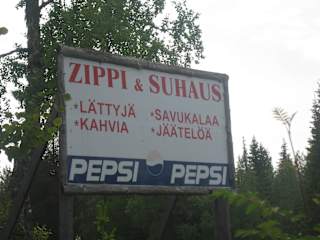 ZIPPI & SUHAUS
*LÄTTYJÄ *SAVUKALAA
*KAHVIA *JÄÄTELÖÄ
PEPSI PEPSI